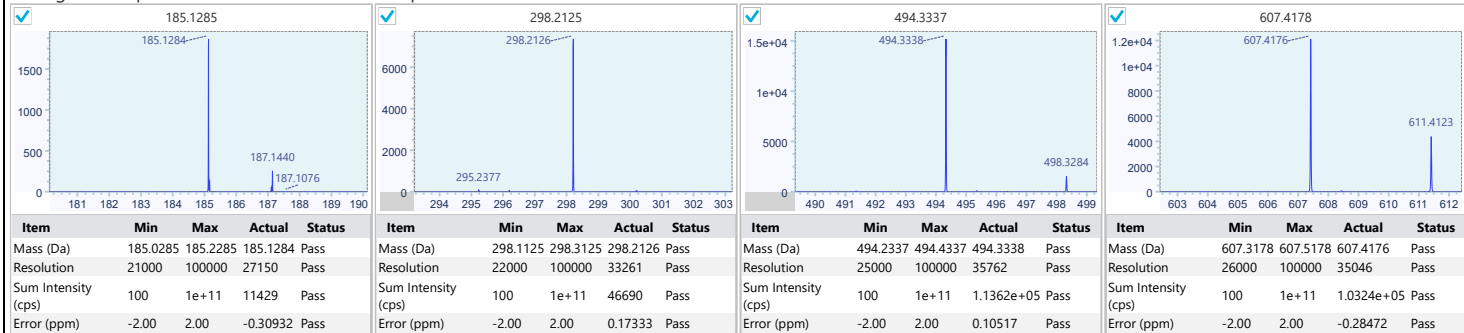 185.1285
298.2125
494.3337
607.4178
185.1284
187.1440
187.1076
1500
1000
500
0
181 182 183 184 185 186 187 188 189 190
298.2126
295.2377
6000
4000
2000
0
294 295 296 297 298 299 300 301 302 303
494.3338
498.3284
1.5e+04
1e+04
5000
0
490 491 492 493 494 495 496 497 498 499
607.4176
611.4123
1.2e+04
1e+04
8000
6000
4000
2000
0
603 604 605 606 607 608 609 610 611 612
Item Min Max Actual Status
Mass (Da) 185.0285 185.2285 185.1284 Pass
Resolution 21000 100000 27150 Pass
Sum Intensity
(cps) 100 1e+11 11429 Pass
Error (ppm) -2.00 2.00 -0.30932 Pass
Item Min Max Actual Status
Mass (Da) 298.1125 298.3125 298.2126 Pass
Resolution 22000 100000 33261 Pass
Sum Intensity
(cps) 100 1e+11 46690 Pass
Error (ppm) -2.00 2.00 0.17333 Pass
Item Min Max Actual Status
Mass (Da) 494.2337 494.4337 494.3338 Pass
Resolution 25000 100000 35762 Pass
Sum Intensity
(cps) 100 1e+11 1.1362e+05 Pass
Error (ppm) -2.00 2.00 0.10517 Pass
Item Min Max Actual Status
Mass (Da) 607.3178 607.5178 607.4176 Pass
Resolution 26000 100000 35046 Pass
Sum Intensity
(cps) 100 1e+11 1.0324e+05 Pass
Error (ppm) -2.00 2.00 -0.28472 Pass